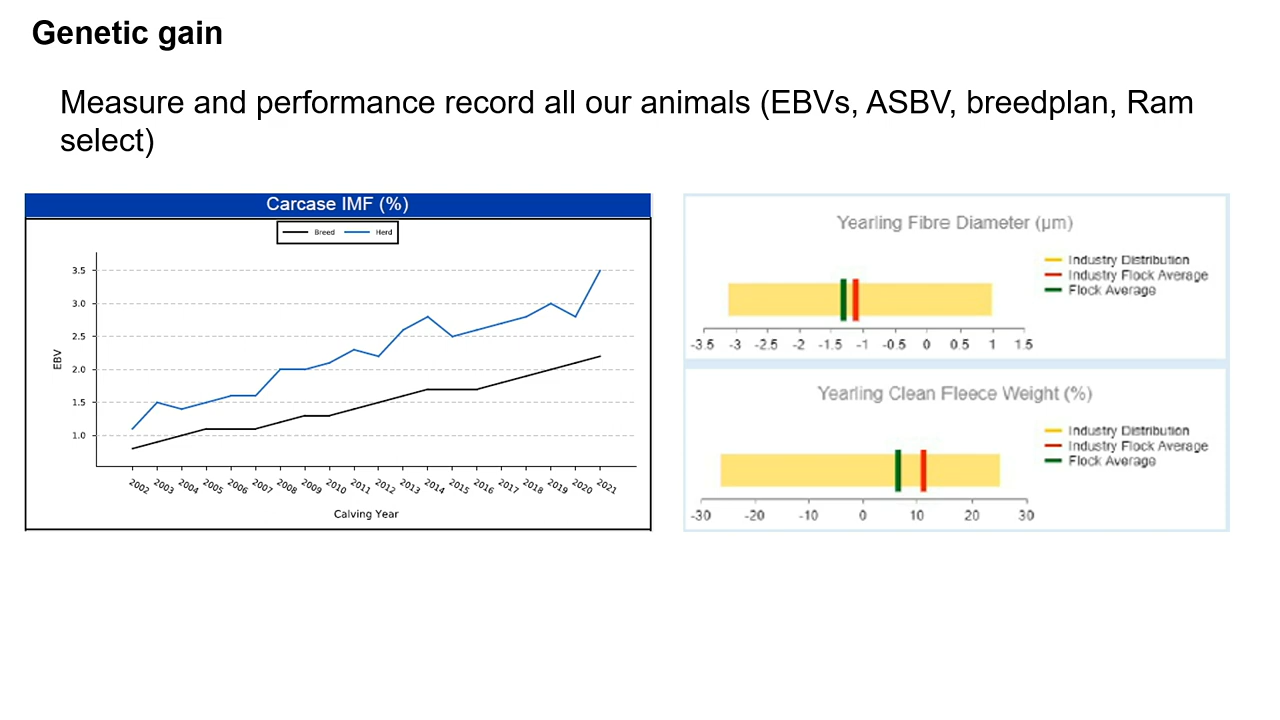 Genetic gain
Measure and performance record all our animals (EBVs, ASBV, breedplan, Ram
select)
Carcase IMF (%)
Breed Herd
3.5
3.0
2.5
2.0
1.5
1.0
EBV
2002 2003 2004 2005 2006 2007 2008 2009 2010 2011 2012 2013 2014 2015 2016 2017 2018 2019 2020 2021
Calving Year
Yearling Fibre Diameter (µm)
Industry Distribution
Industry Flock Average
Flock Average
-3.5 -3 -2.5 -2 -1.5 -1 -0.5 0 0.5 1 1.5
Yearling Clean Fleece Weight (%)
Industry Distribution
Industry Flock Average
Flock Average
-30 -20 -10 0 10 20 30